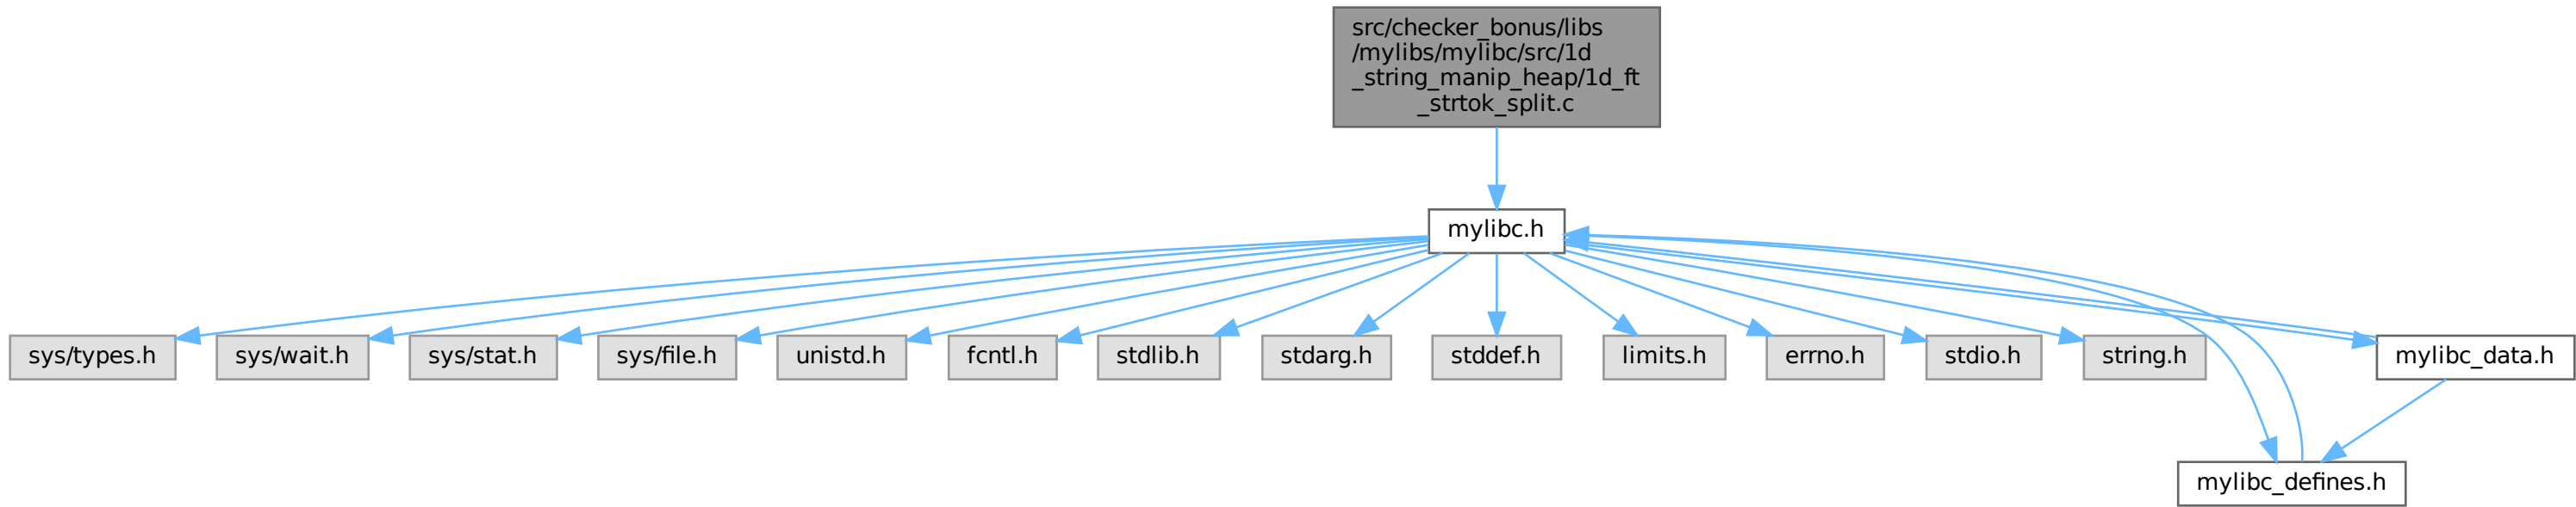 src/checker_bonus/libs
/mylibs/mylibc/src/1d
_string_manip_heap/1d_ft
_strtok_split.c
mylibc.h
sys/types.h
sys/wait.h
sys/stat.h
sys/file.h
unistd.h
fcntl.h
stdlib.h
stdarg.h
stddef.h
limits.h
errno.h
stdio.h
string.h
mylibc_data.h
mylibc_defines.h